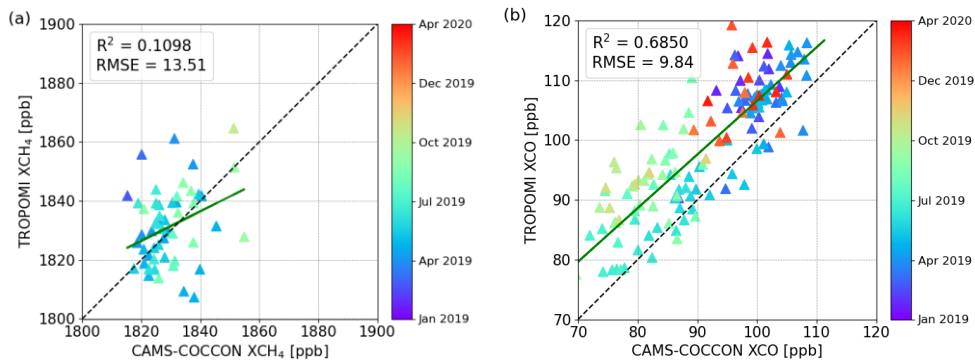 (a)
1900
1880
1860
1840
1820
1800
1800
1820
1840
1860
1880
1900
TROPOMI XCH₄ [ppb]
CAMS-COCCON XCH₄ [ppb]
R² = 0.1098
RMSE = 13.51
Apr 2020
Dec 2019
Oct 2019
Jul 2019
Apr 2019
Jan 2019
(b)
120
110
100
90
80
70
70
80
90
100
110
120
TROPOMI XCO [ppb]
CAMS-COCCON XCO [ppb]
R² = 0.6850
RMSE = 9.84
Apr 2020
Dec 2019
Oct 2019
Jul 2019
Apr 2019
Jan 2019